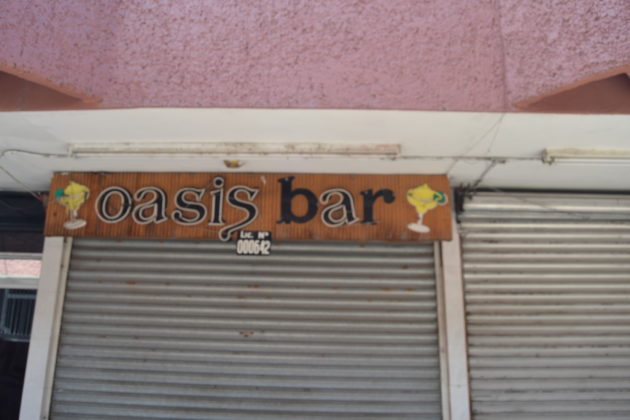 oasis bar
Lic. Nº
000642